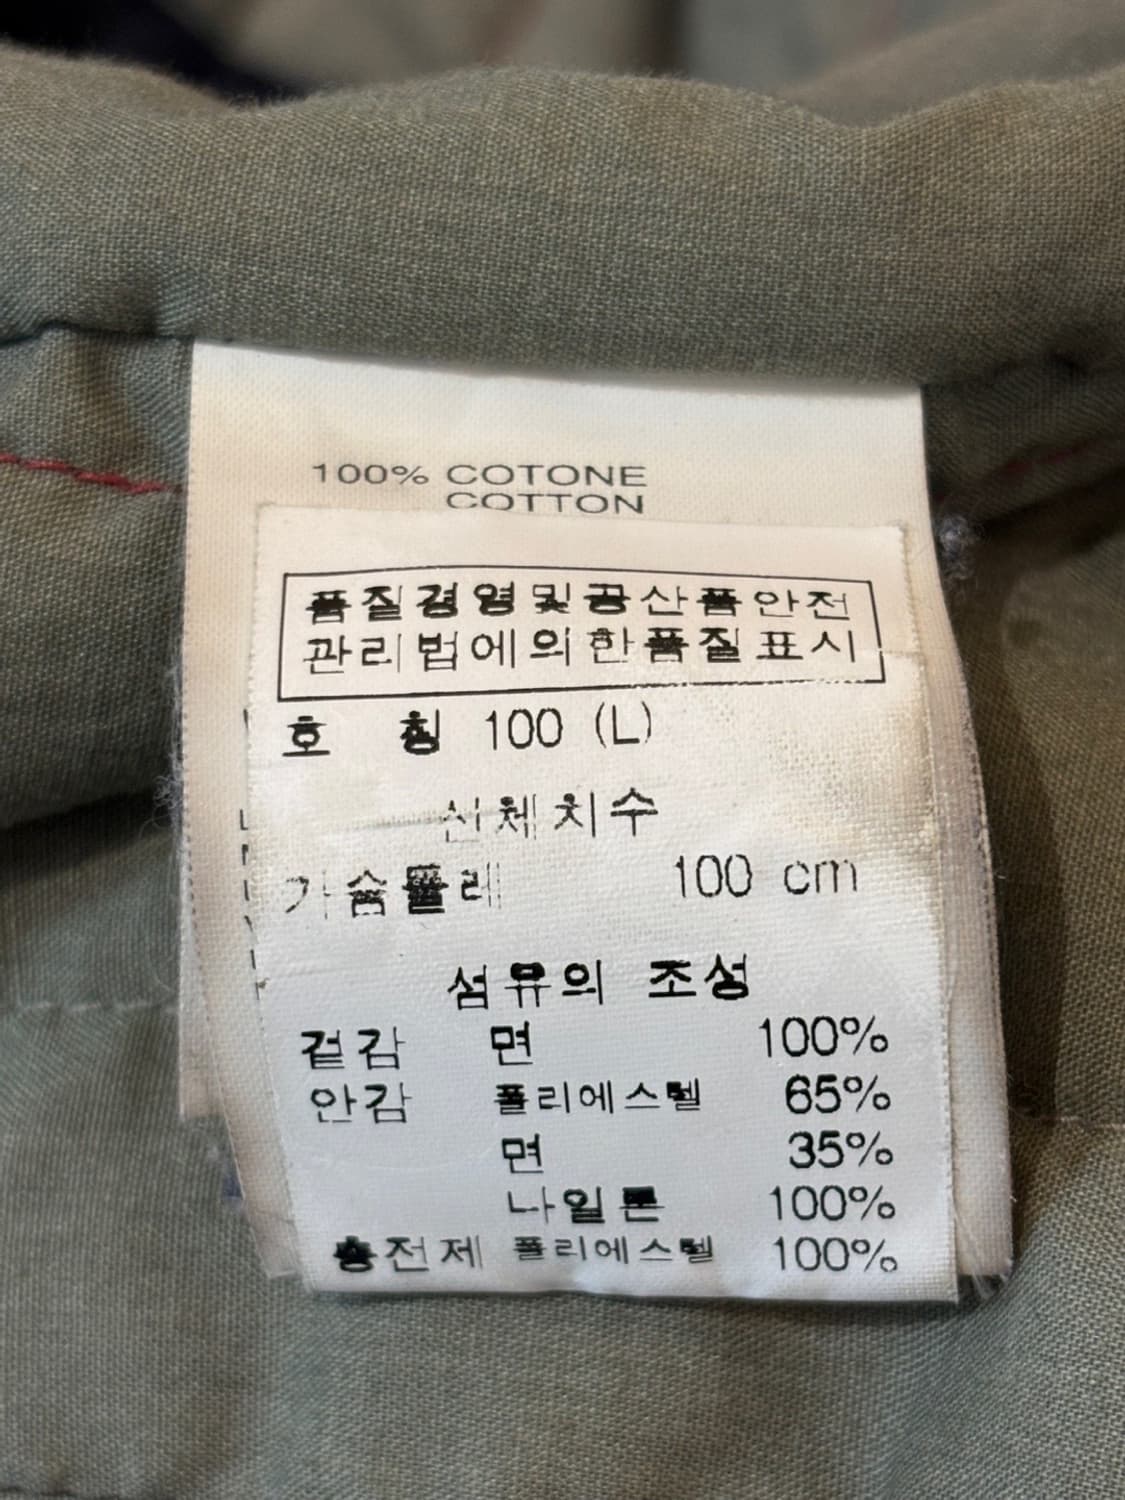 100% COTONE
COTTON
품질경영및공산품안전
관리법에의한품질표시
호 칭 100 (L)
신체치수
가슴둘레 100 cm
섬유의 조성
겉감 면 100%
안감 폴리에스텔 65%
면 35%
나일론 100%
충전제 폴리에스텔 100%